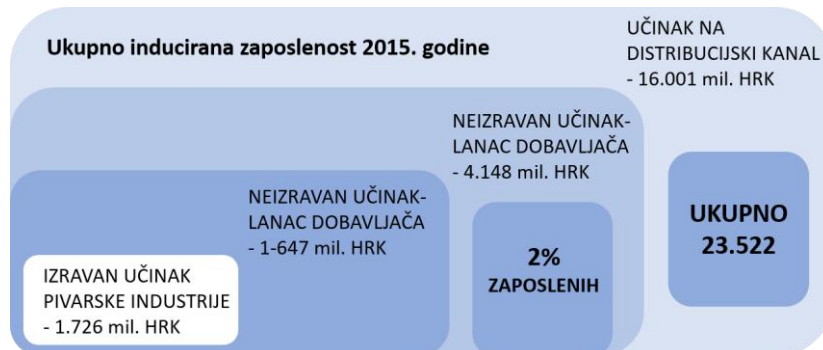 Ukupno inducirana zaposlenost 2015. godine
UČINAK NA
DISTRIBUCIJSKI KANAL
- 16.001 mil. HRK
NEIZRAVAN UČINAK-
LANAC DOBAVLJAČA
- 4.148 mil. HRK
NEIZRAVAN UČINAK-
LANAC DOBAVLJAČA
- 1-647 mil. HRK
IZRAVAN UČINAK
PIVARSKE INDUSTRIJE
- 1.726 mil. HRK
2%
ZAPOSLENIH
UKUPNO
23.522